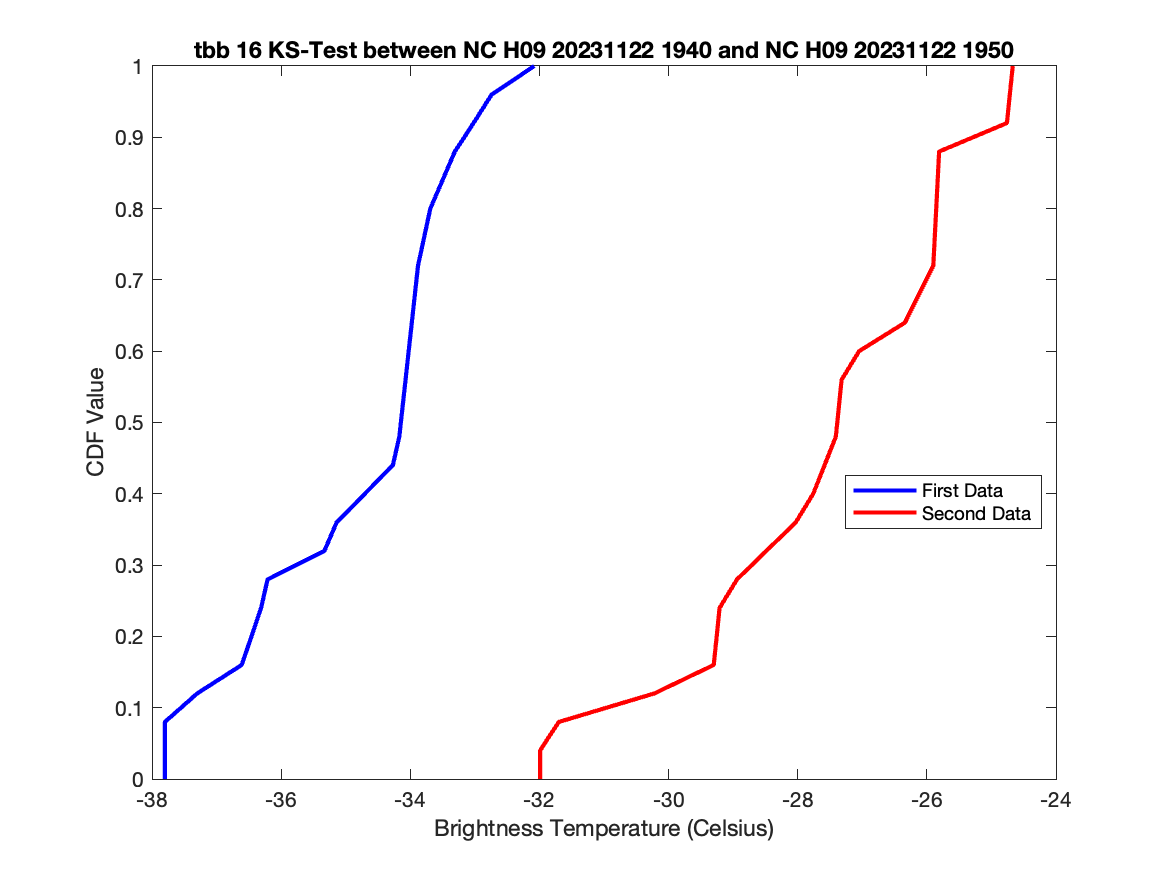 tbb 16 KS-Test between NC H09 20231122 1940 and NC H09 20231122 1950
1
0.9
0.8
0.7
0.6
0.5
0.4
0.3
0.2
0.1
0
CDF Value
First Data
Second Data
-38 -36 -34 -32 -30 -28 -26 -24
Brightness Temperature (Celsius)